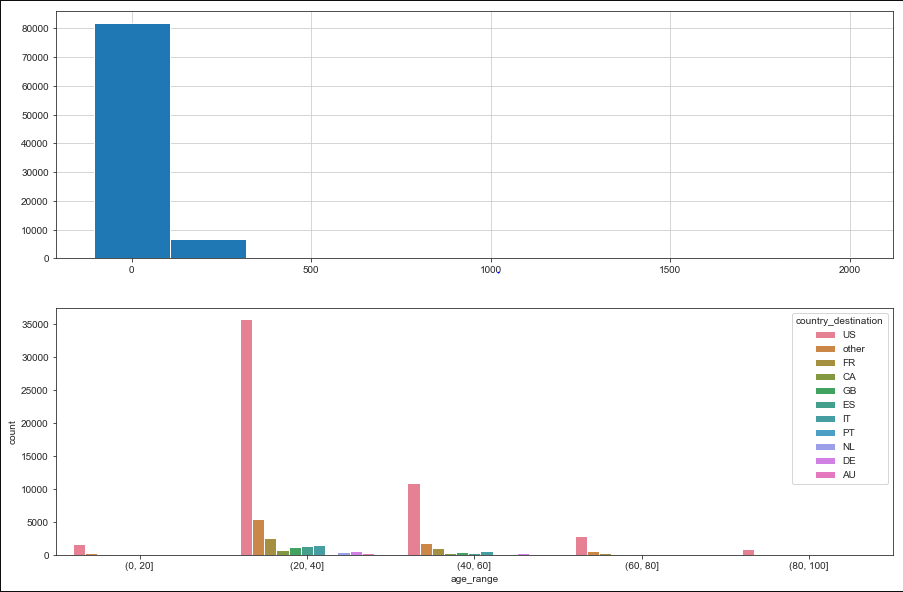 80000
70000
60000
50000
40000
30000
20000
10000
0
0 500 1000 1500 2000
35000
30000
25000
20000
15000
10000
5000
0
count
country_destination
US
other
FR
CA
GB
ES
IT
PT
NL
DE
AU
(0, 20] (20, 40] (40, 60] (60, 80] (80, 100]
age_range